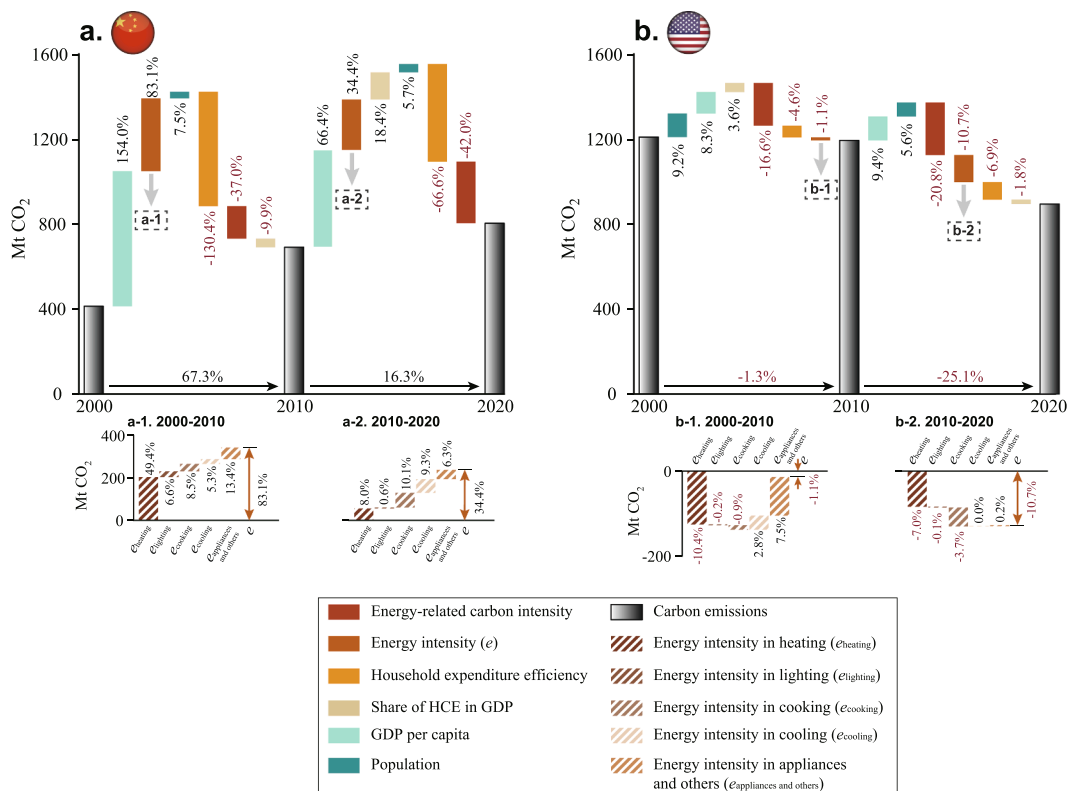 a.
b.
Mt CO2
1600
1200
800
400
0
154.0%
83.1%
7.5%
-130.4%
-37.0%
-9.9%
a-1
66.4%
34.4%
18.4%
5.7%
-66.6%
-42.0%
a-2
67.3%
16.3%
2000
2010
2020
Mt CO2
1600
1200
800
400
0
9.2%
8.3%
3.6%
-16.6%
-4.6%
-1.1%
b-1
9.4%
5.6%
-20.8%
-10.7%
-6.9%
-1.8%
b-2
-1.3%
-25.1%
2000
2010
2020
a-1. 2000-2010
Mt CO2
400
200
0
49.4%
6.6%
8.5%
5.3%
13.4%
83.1%
eheating
elighting
ecooking
ecooling
eappliances
and others
e
a-2. 2010-2020
8.0%
0.6%
10.1%
9.3%
6.3%
34.4%
eheating
elighting
ecooking
ecooling
eappliances
and others
e
b-1. 2000-2010
eheating
elighting
ecooking
ecooling
eappliances
and others
e
Mt CO2
0
-200
-10.4%
-0.2%
-0.9%
2.8%
7.5%
-1.1%
b-2. 2010-2020
eheating
elighting
ecooking
ecooling
eappliances
and others
e
-7.0%
-0.1%
-3.7%
0.0%
0.2%
-10.7%
Energy-related carbon intensity
Energy intensity (e)
Household expenditure efficiency
Share of HCE in GDP
GDP per capita
Population
Carbon emissions
Energy intensity in heating (eheating)
Energy intensity in lighting (elighting)
Energy intensity in cooking (ecooking)
Energy intensity in cooling (ecooling)
Energy intensity in appliances
and others (eappliances and others)